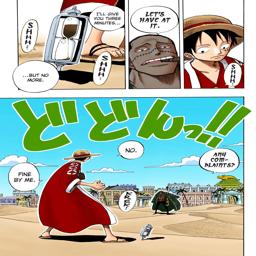 SHHH..
LET'S
HAVE AT
IT.
I'LL GIVE
YOU THREE
MINUTES...
SHHH..
SHHH..
...BUT NO
MORE.
どどんっ!!
ANY
COM-
PLAINTS?
NO.
FINE
BY ME.